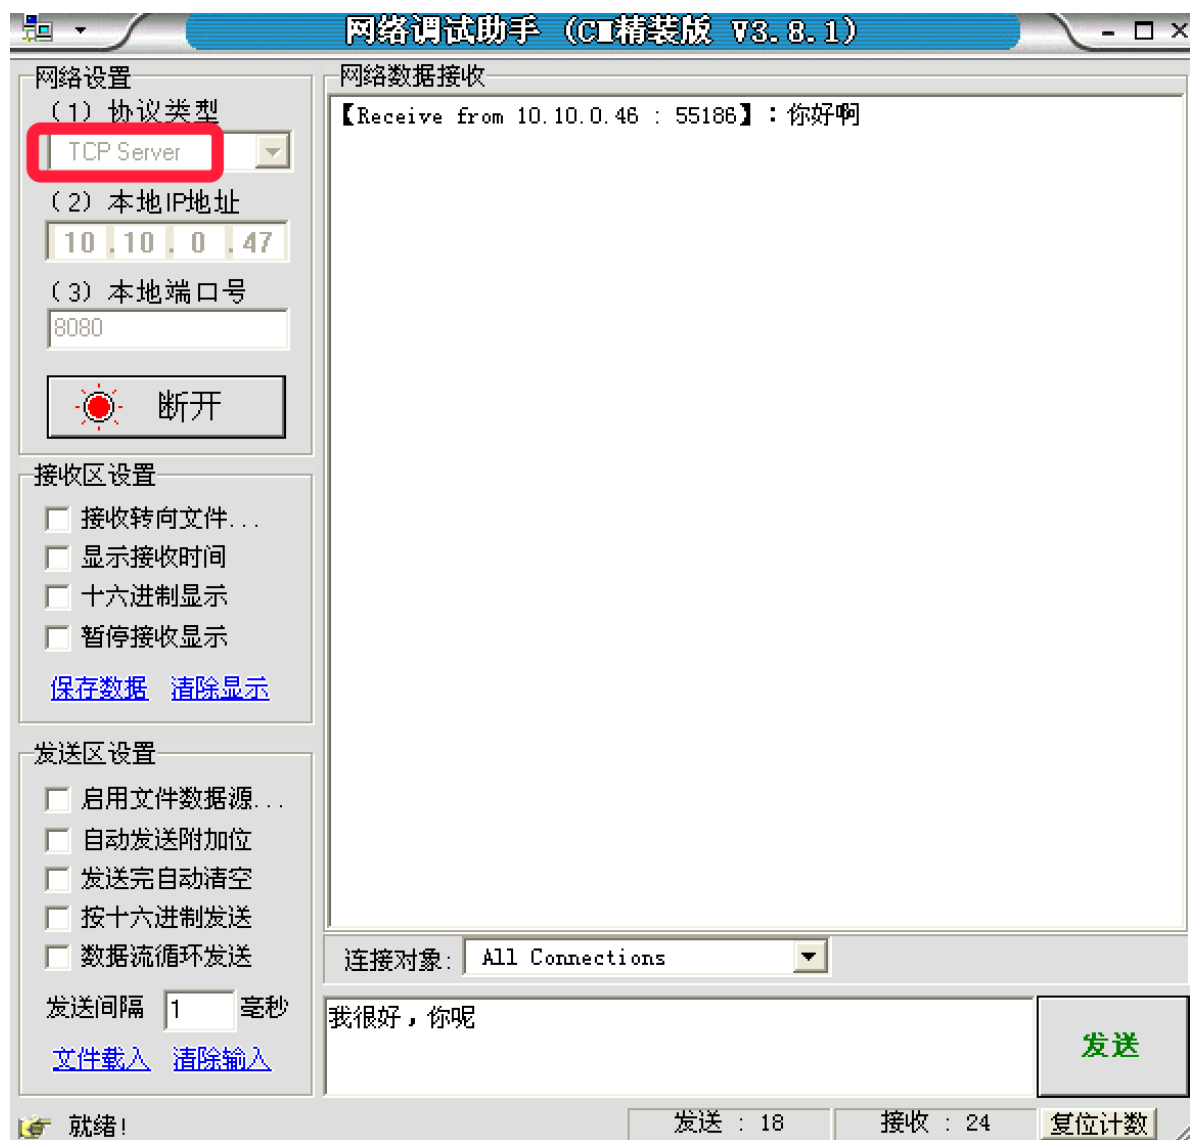 网络调试助手 (CM精装版 V3.8.1)
网络设置
(1) 协议类型
TCP Server
(2) 本地IP地址
10 .10 . 0 . 47
(3) 本地端口号
8080
断开
接收区设置
接收转向文件...
显示接收时间
十六进制显示
暂停接收显示
保存数据 清除显示
发送区设置
启用文件数据源...
自动发送附加位
发送完自动清空
按十六进制发送
数据流循环发送
发送间隔 1 毫秒
文件载入 清除输入
网络数据接收
【Receive from 10.10.0.46 : 55186】：你好啊
连接对象: All Connections
我很好，你呢
发送
就绪!
发送 : 18
接收 : 24
复位计数